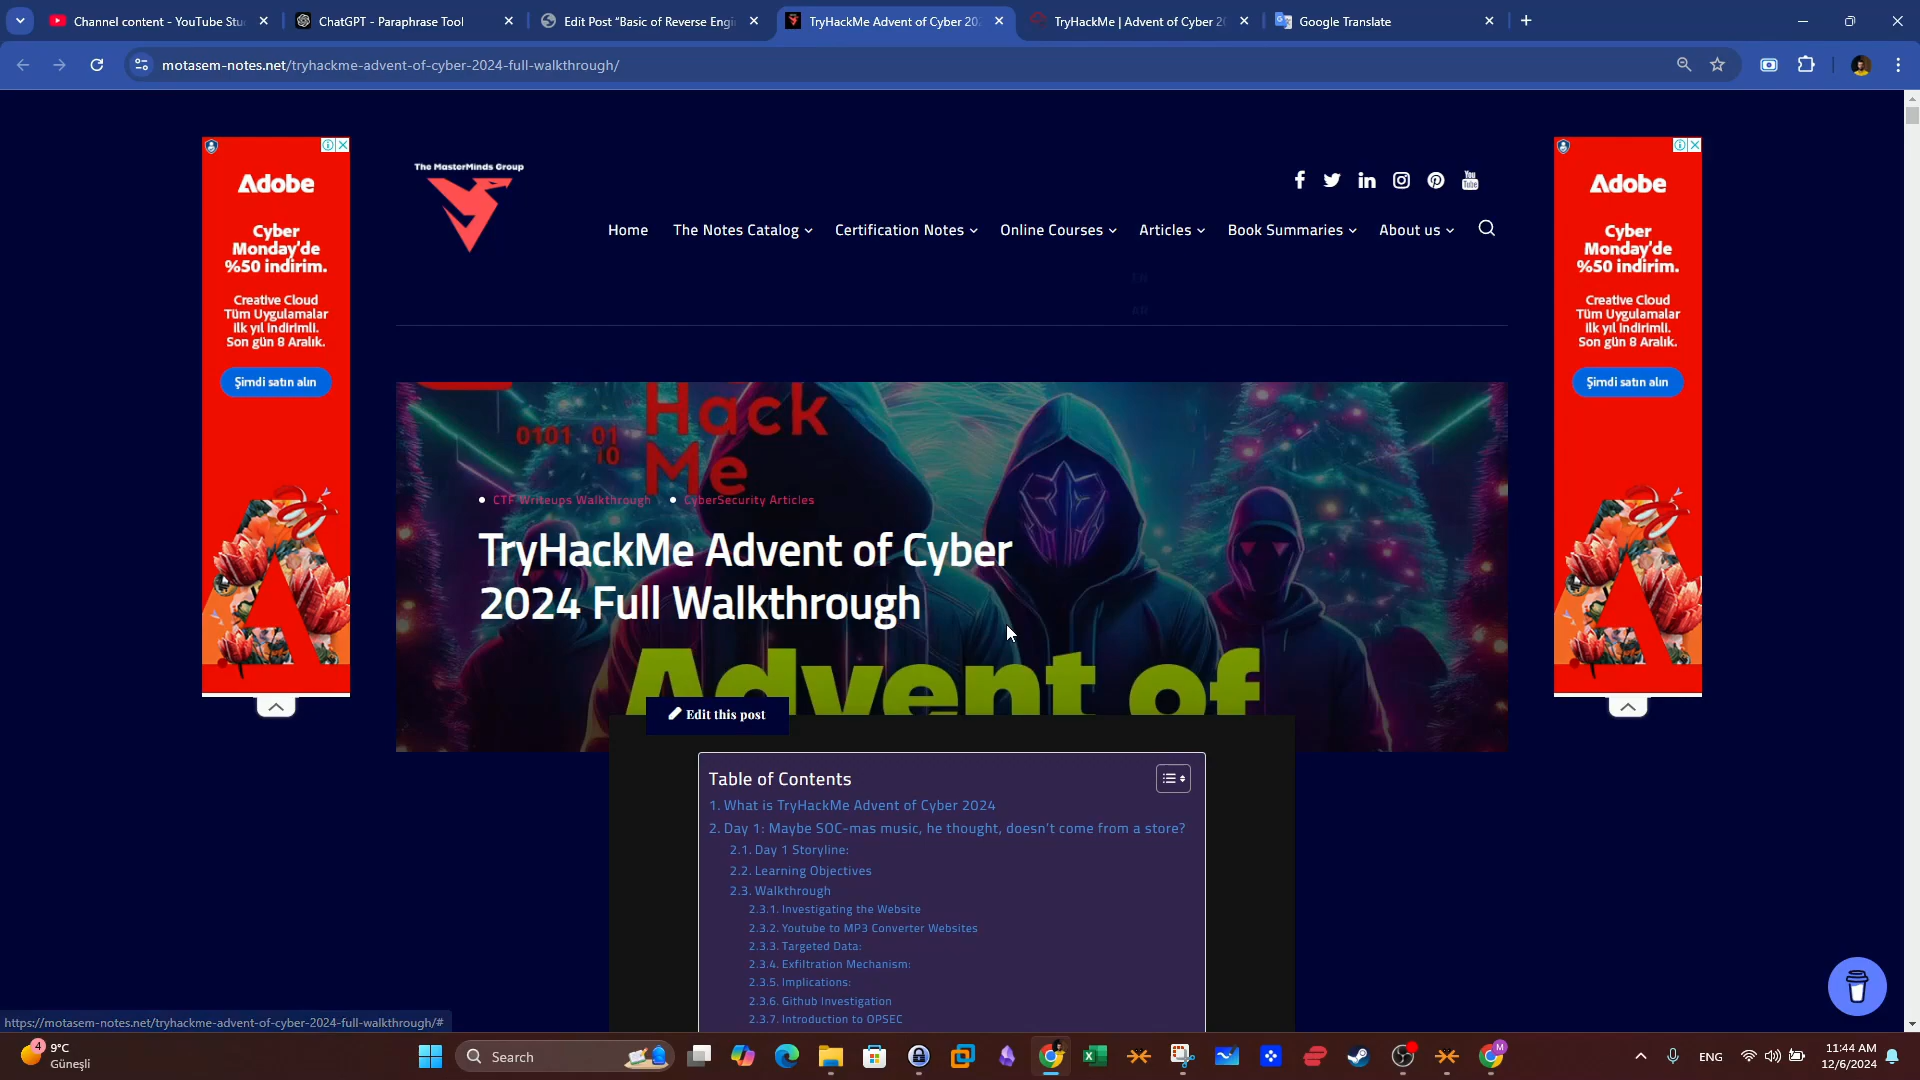 Channel content - YouTube Stu
ChatGPT - Paraphrase Tool
Edit Post “Basic of Reverse Engi
TryHackMe Advent of Cyber 20
TryHackMe | Advent of Cyber 2
Google Translate
motasem-notes.net/tryhackme-advent-of-cyber-2024-full-walkthrough/
The MasterMinds Group
You
Tube
Home
The Notes Catalog
Certification Notes
Online Courses
Articles
Book Summaries
About us
Adobe
Cyber
Monday'de
%50 indirim.
Creative Cloud
Tüm Uygulamalar
ilk yıl indirimli.
Son gün 8 Aralık.
Şimdi satın alın
Adobe
Cyber
Monday'de
%50 indirim.
Creative Cloud
Tüm Uygulamalar
ilk yıl indirimli.
Son gün 8 Aralık.
Şimdi satın alın
EN
AR
Hack
Me
0101 01
10
CTF Writeups Walkthrough
CyberSecurity Articles
TryHackMe Advent of Cyber
2024 Full Walkthrough
Advent of
Edit this post
Table of Contents
1. What is TryHackMe Advent of Cyber 2024
2. Day 1: Maybe SOC-mas music, he thought, doesn't come from a store?
2.1. Day 1 Storyline:
2.2. Learning Objectives
2.3. Walkthrough
2.3.1. Investigating the Website
2.3.2. Youtube to MP3 Converter Websites
2.3.3. Targeted Data:
2.3.4. Exfiltration Mechanism:
2.3.5. Implications:
2.3.6. Github Investigation
2.3.7. Introduction to OPSEC
https://motasem-notes.net/tryhackme-advent-of-cyber-2024-full-walkthrough/#
4
9°C
Güneşli
Search
M
ENG
11:44 AM
12/6/2024